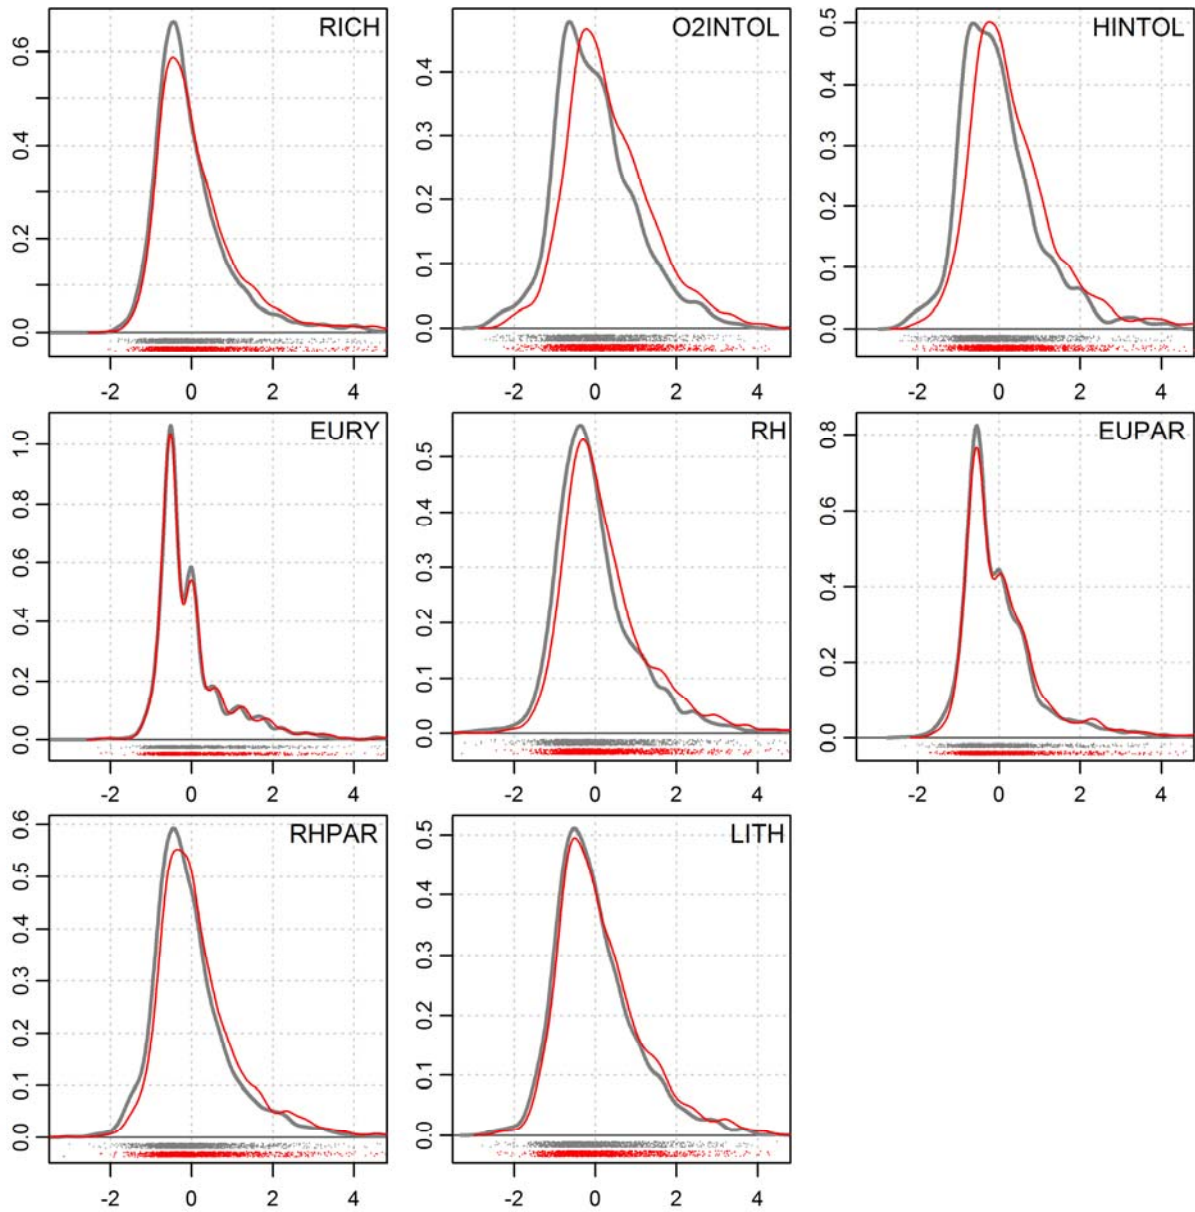 RICH
0.0 0.2 0.4 0.6
-2 0 2 4
O2INTOL
0.0 0.1 0.2 0.3 0.4
-2 0 2 4
HINTOL
0.0 0.1 0.2 0.3 0.4 0.5
-2 0 2 4
EURY
0.0 0.2 0.4 0.6 0.8 1.0
-2 0 2 4
RH
0.0 0.1 0.2 0.3 0.4 0.5
-2 0 2 4
EUPAR
0.0 0.2 0.4 0.6 0.8
-2 0 2 4
RHPAR
0.0 0.1 0.2 0.3 0.4 0.5 0.6
-2 0 2 4
LITH
0.0 0.1 0.2 0.3 0.4 0.5
-2 0 2 4